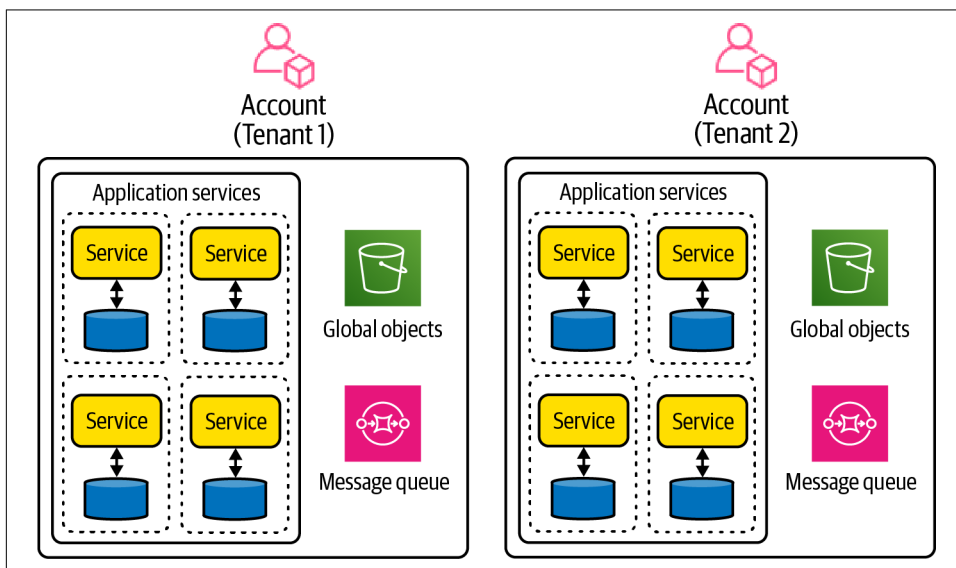 Account
(Tenant 1)
Application services
Service
Service
Service
Service
Global objects
Message queue
Account
(Tenant 2)
Application services
Service
Service
Service
Service
Global objects
Message queue